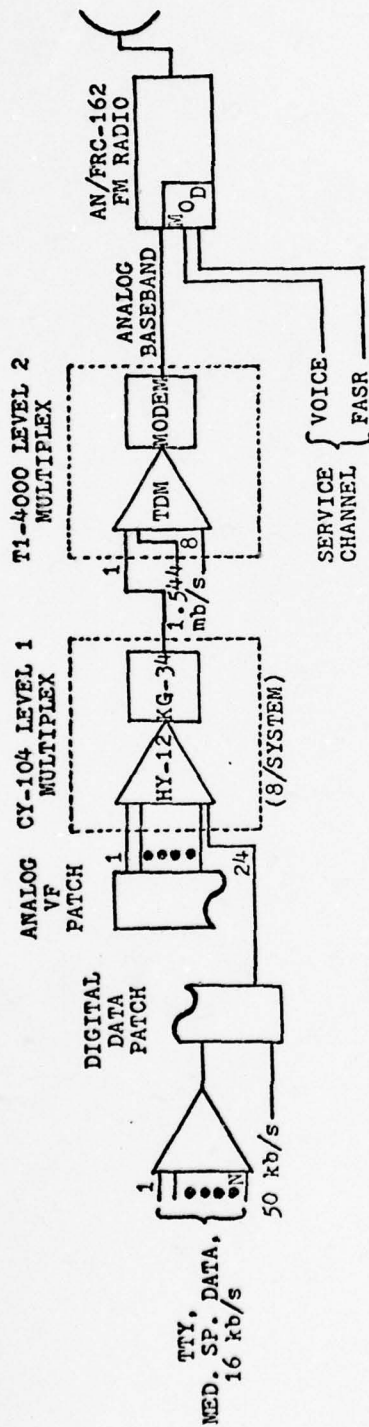 TTY,
MED. SP. DATA,
16 kb/s
1
N
50 kb/s
DIGITAL
DATA
PATCH
ANALOG
VF
PATCH
1
24
CY-104 LEVEL 1
MULTIPLEX
HY-12
KG-34
(8/SYSTEM)
T1-4000 LEVEL 2
MULTIPLEX
1
1.544
mb/s
8
TDM
MODEM
ANALOG
BASEBAND
AN/FRC-162
FM RADIO
MOD
SERVICE
CHANNEL
VOICE
FASR